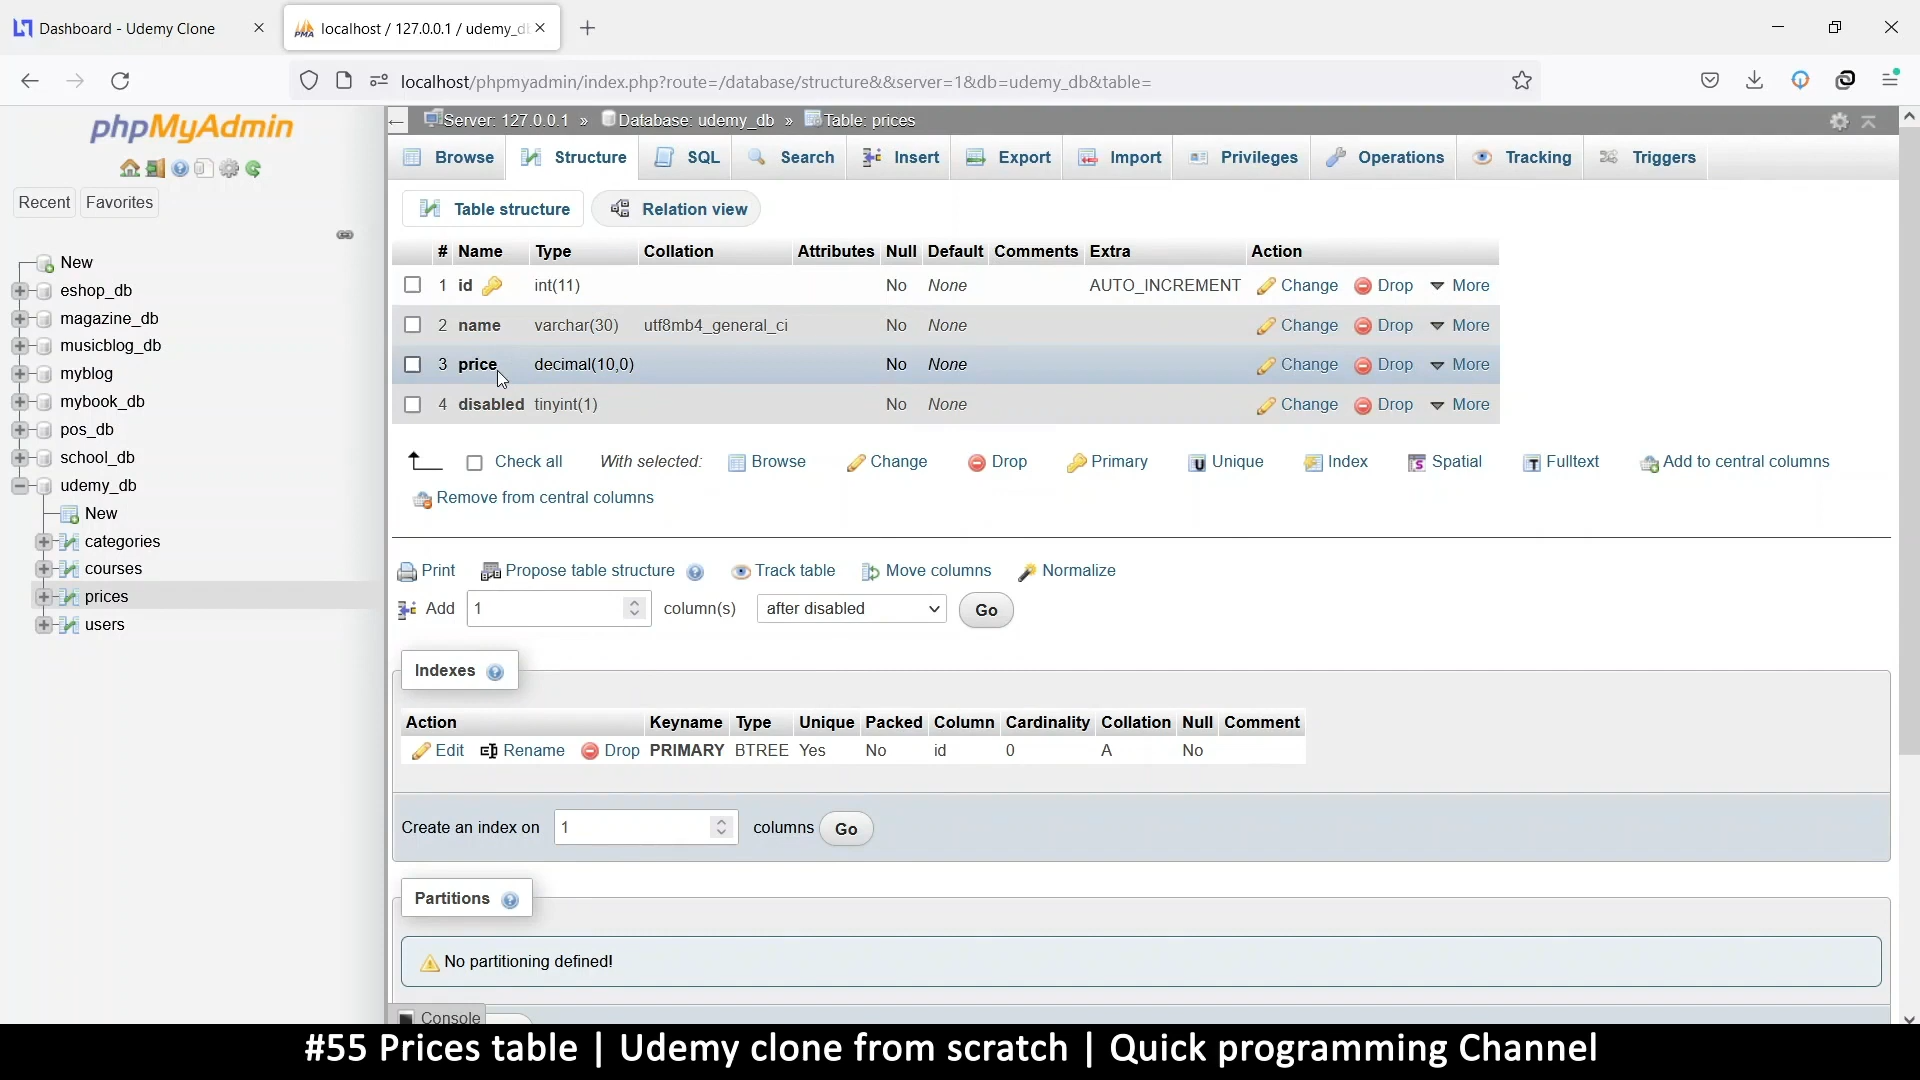 Dashboard - Udemy Clone
localhost / 127.0.0.1 / udemy_d
localhost/phpmyadmin/index.php?route=/database/structure&&server=1&db=udemy_db&table=
phpMyAdmin
Recent Favorites
New
eshop_db
magazine_db
musicblog_db
myblog
mybook_db
pos_db
school_db
udemy_db
New
categories
courses
prices
users
Server: 127.0.0.1 » Database: udemy_db » Table: prices
Browse Structure SQL Search Insert Export Import Privileges Operations Tracking Triggers
Table structure Relation view
# Name Type Collation Attributes Null Default Comments Extra Action
1 id int(11) No None AUTO_INCREMENT Change Drop More
2 name varchar(30) utf8mb4_general_ci No None Change Drop More
3 price decimal(10,0) No None Change Drop More
4 disabled tinyint(1) No None Change Drop More
Check all With selected: Browse Change Drop Primary Unique Index Spatial Fulltext Add to central columns
Remove from central columns
Print Propose table structure Track table Move columns Normalize
Add 1 column(s) after disabled Go
Indexes
Action Keyname Type Unique Packed Column Cardinality Collation Null Comment
Edit Rename Drop PRIMARY BTREE Yes No id 0 A No
Create an index on 1 columns Go
Partitions
No partitioning defined!
Console
#55 Prices table | Udemy clone from scratch | Quick programming Channel